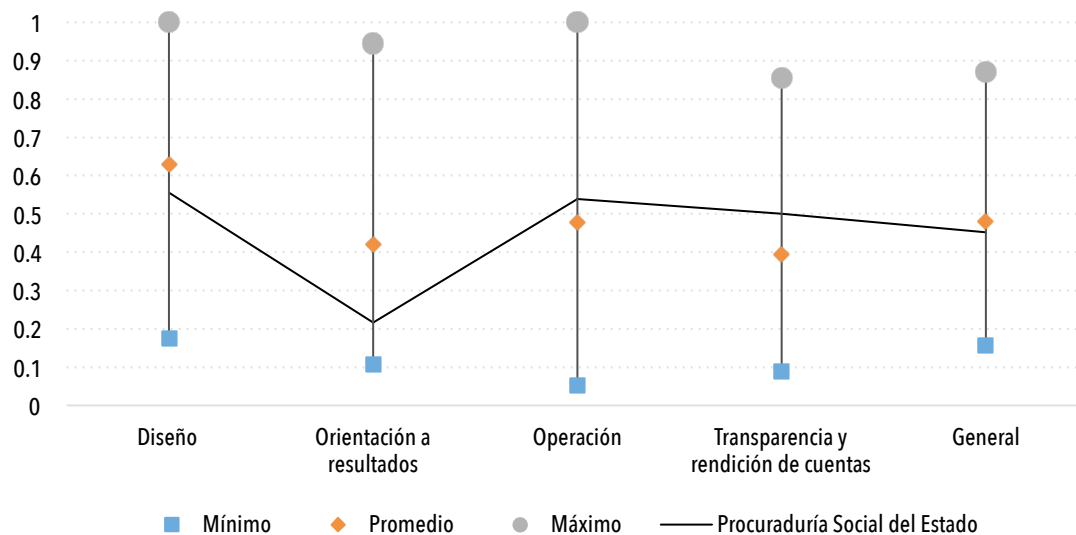 1
0.9
0.8
0.7
0.6
0.5
0.4
0.3
0.2
0.1
0
Diseño
Orientación a
resultados
Operación
Transparencia y
rendición de cuentas
General
Mínimo
Promedio
Máximo
Procuraduría Social del Estado